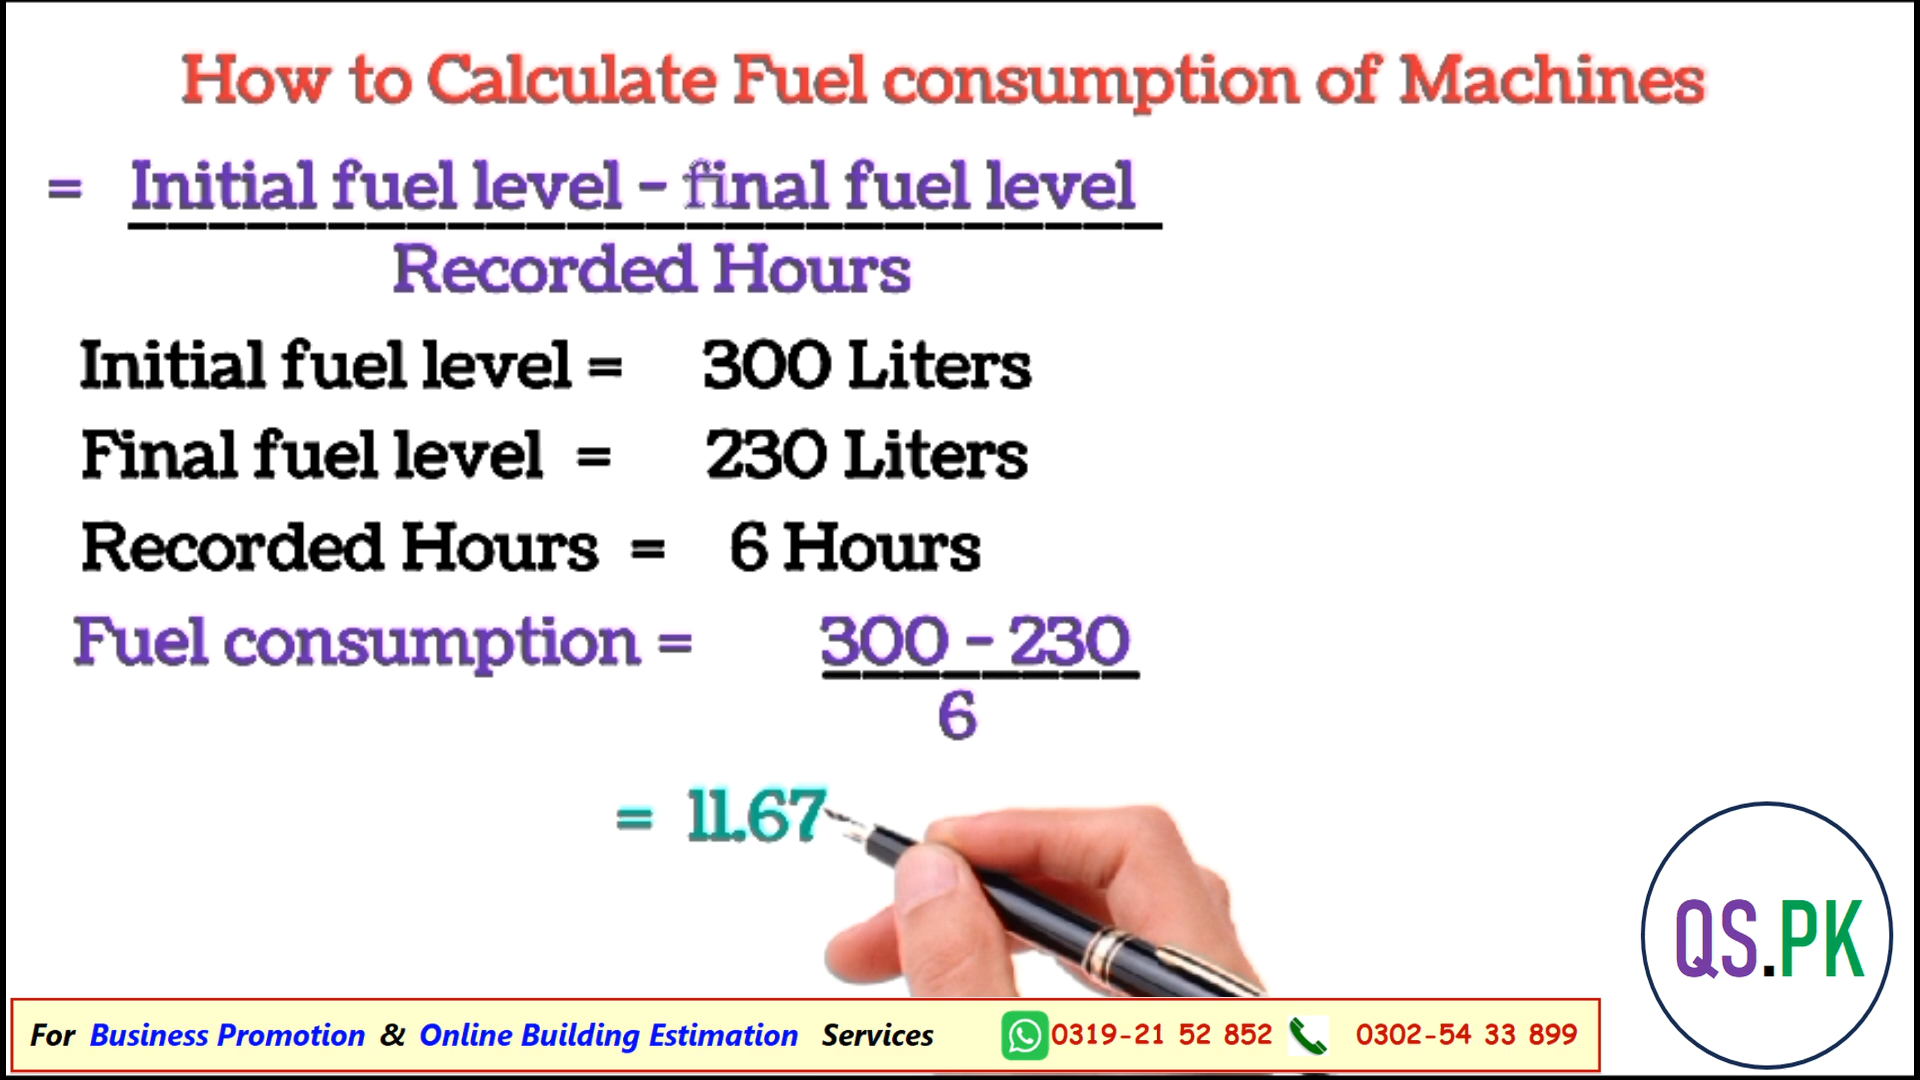 How to Calculate Fuel consumption of Machines
= Initial fuel level - final fuel level
Recorded Hours
Initial fuel level = 300 Liters
Final fuel level = 230 Liters
Recorded Hours = 6 Hours
Fuel consumption = 300 - 230
6
= 11.67
QS.PK
For Business Promotion & Online Building Estimation Services 0319-21 52 852 0302-54 33 899